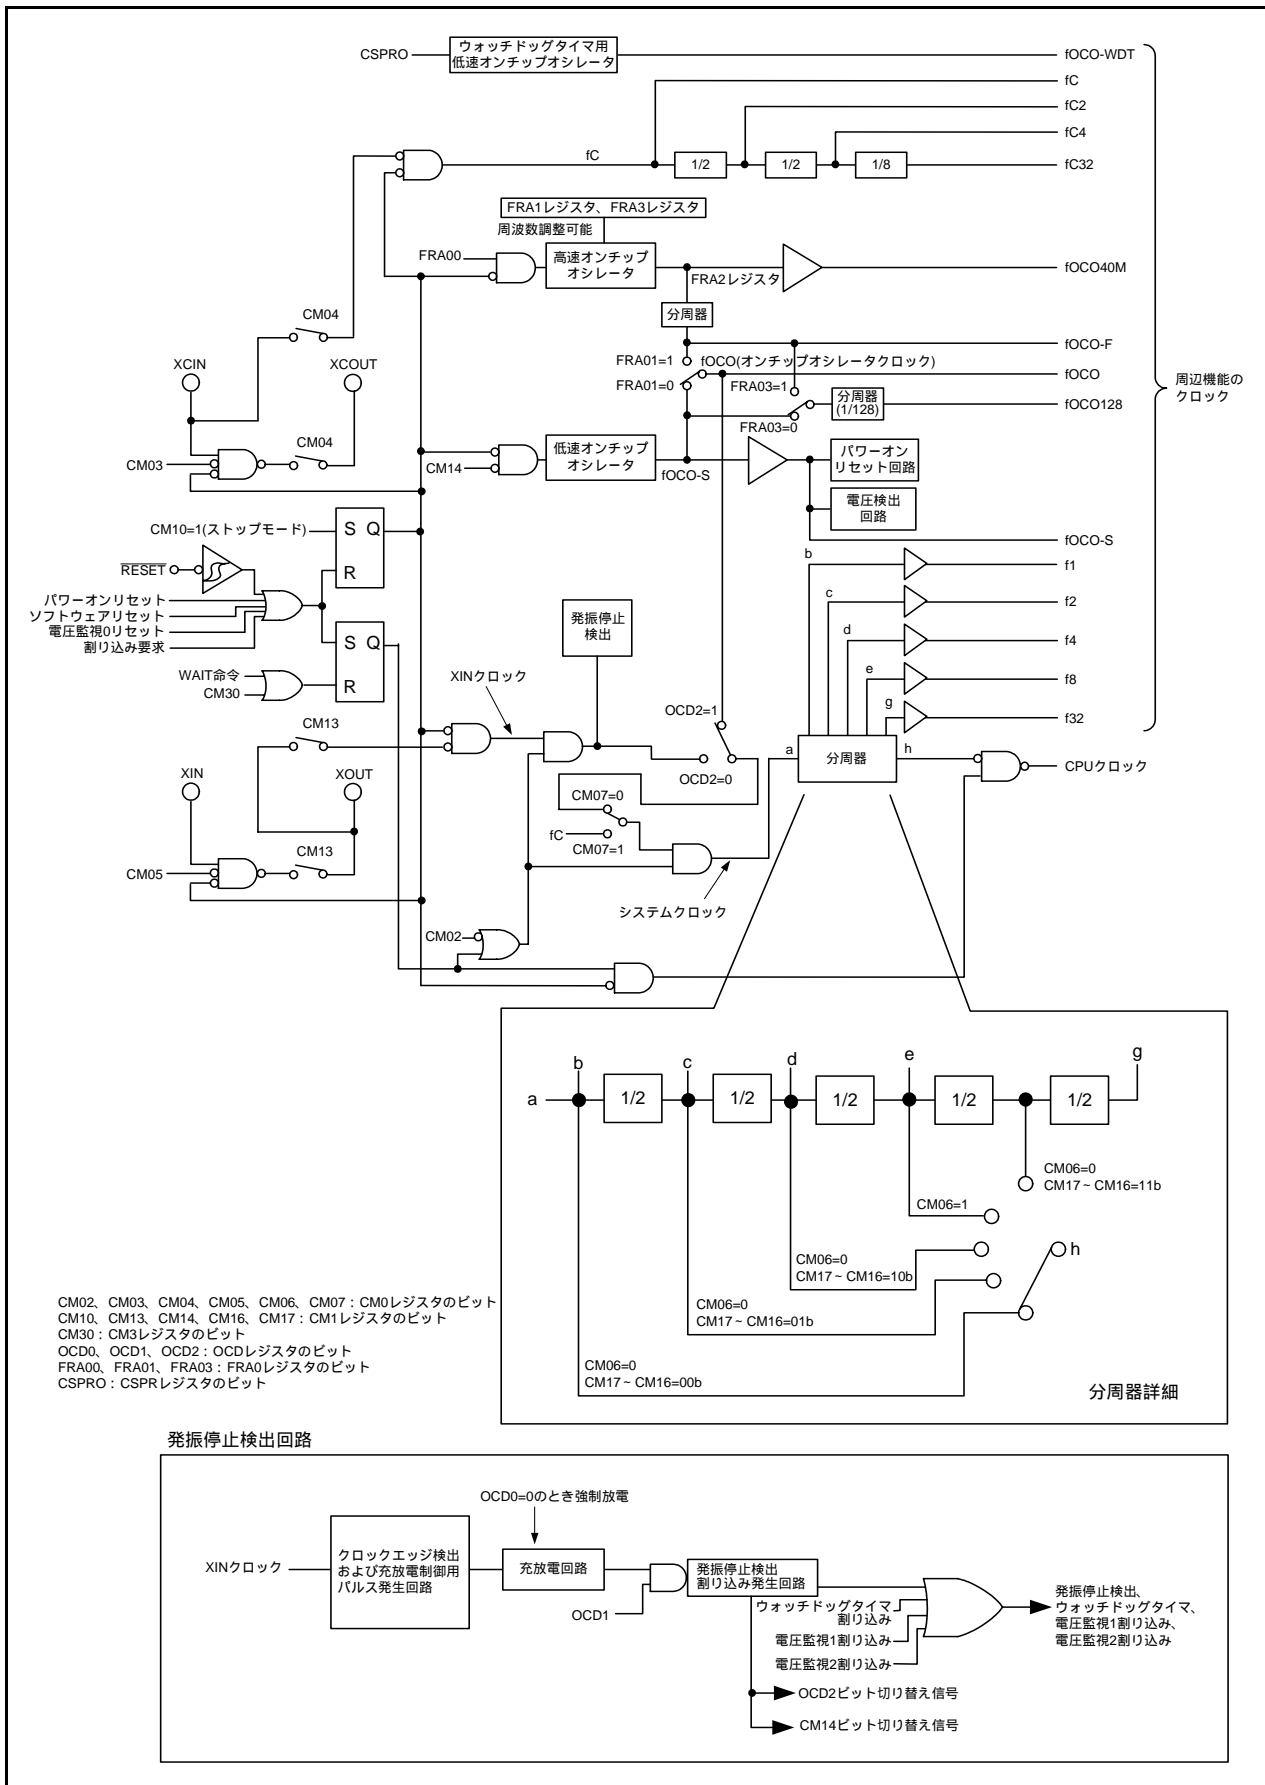 CSPRO
ウォッチドッグタイマ用
低速オンチップオシレータ
fOCO-WDT
fC
fC2
fC4
fC
1/2
1/2
1/8
fC32
FRA1レジスタ、FRA3レジスタ
周波数調整可能
FRA00
高速オンチップ
オシレータ
FRA2レジスタ
fOCO40M
分周器
CM04
fOCO-F
FRA01=1
fOCO(オンチップオシレータクロック)
fOCO
XCIN
XCOUT
FRA01=0
FRA03=1
分周器
(1/128)
fOCO128
周辺機能の
クロック
FRA03=0
CM04
CM03
CM14
低速オンチップ
オシレータ
fOCO-S
パワーオン
リセット回路
電圧検出
回路
fOCO-S
CM10=1(ストップモード)
S Q
R
RESET
パワーオンリセット
ソフトウェアリセット
電圧監視0リセット
割り込み要求
b
f1
c
f2
d
f4
e
f8
g
f32
発振停止
検出
S Q
R
WAIT命令
CM30
XINクロック
CM13
OCD2=1
OCD2=0
a
分周器
h
CPUクロック
XIN
XOUT
CM07=0
fC
CM07=1
CM13
CM05
システムクロック
CM02
b
c
d
e
g
a
1/2
1/2
1/2
1/2
1/2
CM06=0
CM17~CM16=11b
CM06=1
h
CM06=0
CM17~CM16=10b
CM06=0
CM17~CM16=01b
CM06=0
CM17~CM16=00b
分周器詳細
CM02、CM03、CM04、CM05、CM06、CM07:CM0レジスタのビット
CM10、CM13、CM14、CM16、CM17:CM1レジスタのビット
CM30:CM3レジスタのビット
OCD0、OCD1、OCD2:OCDレジスタのビット
FRA00、FRA01、FRA03:FRA0レジスタのビット
CSPRO:CSPRレジスタのビット
発振停止検出回路
OCD0=0のとき強制放電
XINクロック
クロックエッジ検出
および充放電制御用
パルス発生回路
充放電回路
OCD1
発振停止検出
割り込み発生回路
ウォッチドッグタイマ
割り込み
電圧監視1割り込み
電圧監視2割り込み
発振停止検出、
ウォッチドッグタイマ、
電圧監視1割り込み、
電圧監視2割り込み
OCD2ビット切り替え信号
CM14ビット切り替え信号